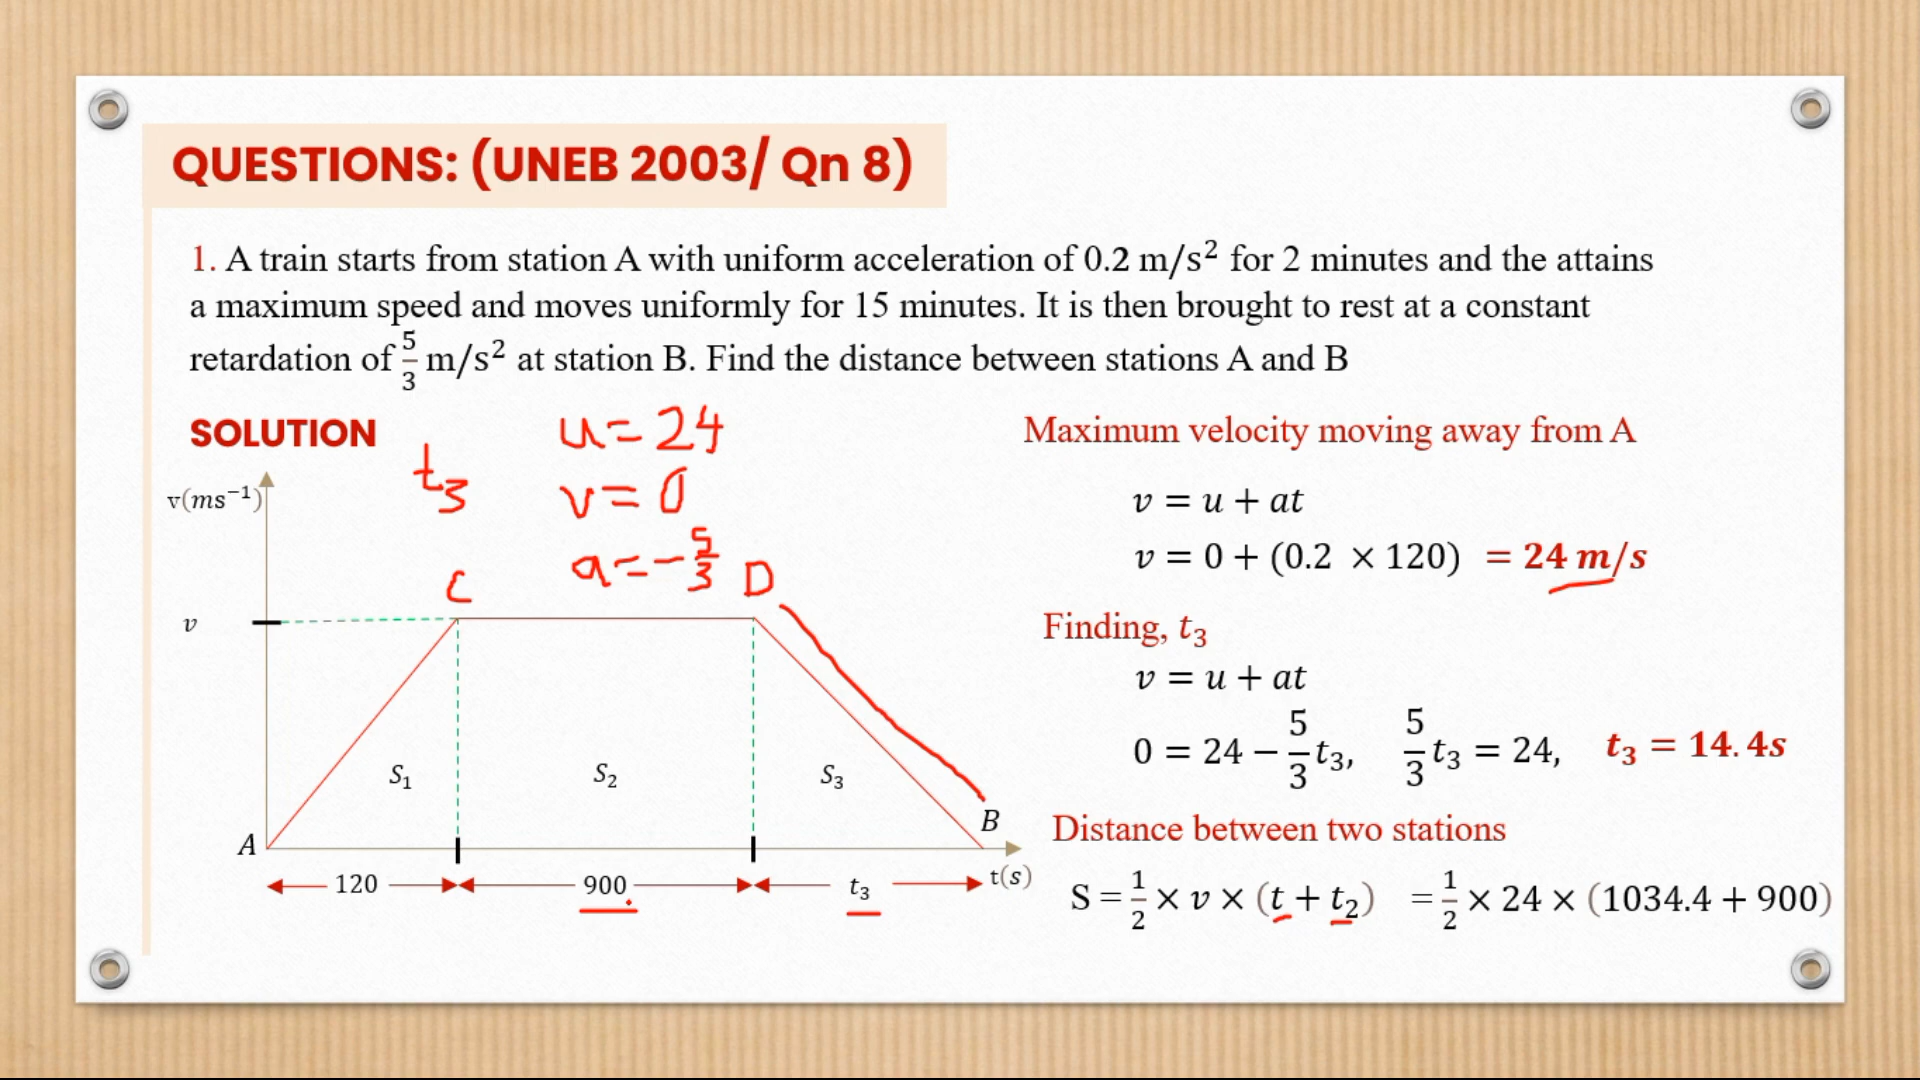 QUESTIONS: (UNEB 2003/ Qn 8)
1. A train starts from station A with uniform acceleration of 0.2 m/s² for 2 minutes and the attains
a maximum speed and moves uniformly for 15 minutes. It is then brought to rest at a constant
retardation of 5/3 m/s² at station B. Find the distance between stations A and B
SOLUTION
t₃
u = 24
v = 0
a = -5/3
C
D
v(ms⁻¹)
v
S₁
S₂
S₃
A
B
120
900
t₃
t(s)
Maximum velocity moving away from A
v = u + at
v = 0 + (0.2 × 120) = 24 m/s
Finding, t₃
v = u + at
0 = 24 − 5/3 t₃, 5/3 t₃ = 24, t₃ = 14.4s
Distance between two stations
S = 1/2 × v × (t + t₂) = 1/2 × 24 × (1034.4 + 900)